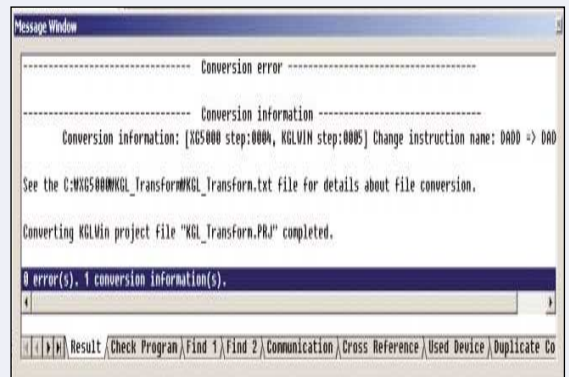 Message Window
-------------------------------- Conversion error ------------------------------------
-------------------------------- Conversion information ------------------------------
Conversion information: [XG5000 step:0004, KGLWIN step:0005] Change instruction name: DADD => DAD
See the C:₩XG5000₩KGL_Transform₩KGL_Transform.txt file for details about file conversion.
Converting KGLWin project file "KGL_Transform.PRJ" completed.
0 error(s). 1 conversion information(s).
Result Check Program Find 1 Find 2 Communication Cross Reference Used Device Duplicate Co